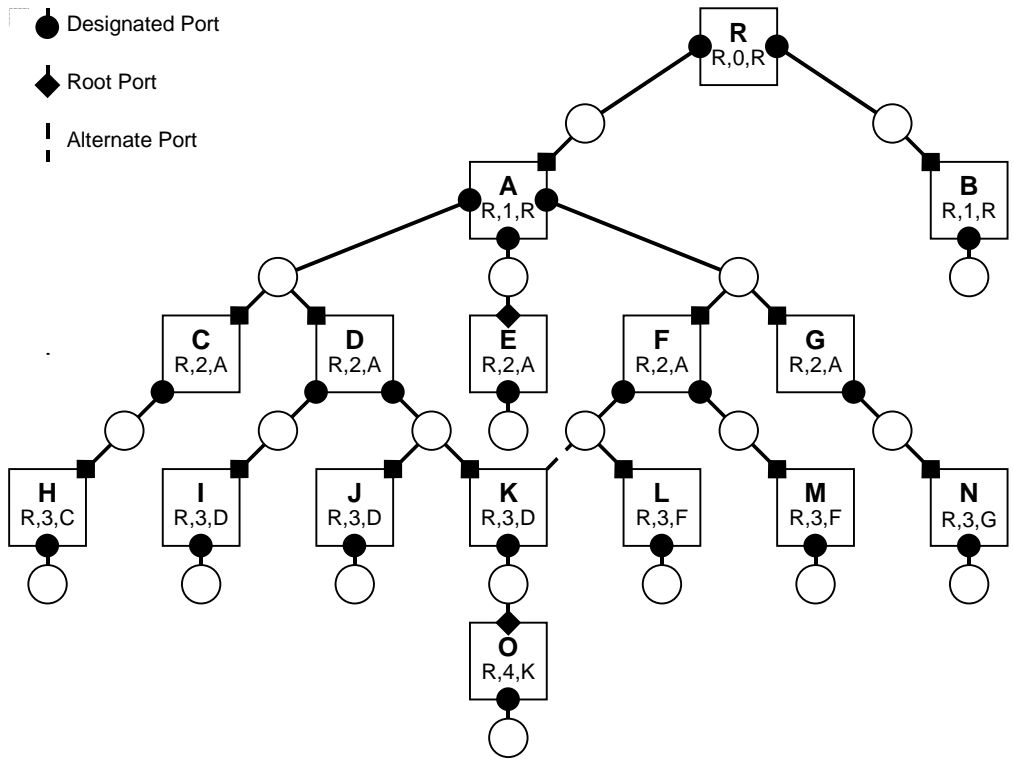 Designated Port
Root Port
Alternate Port
R
R,0,R
A
R,1,R
B
R,1,R
C
R,2,A
D
R,2,A
E
R,2,A
F
R,2,A
G
R,2,A
H
R,3,C
I
R,3,D
J
R,3,D
K
R,3,D
L
R,3,F
M
R,3,F
N
R,3,G
O
R,4,K